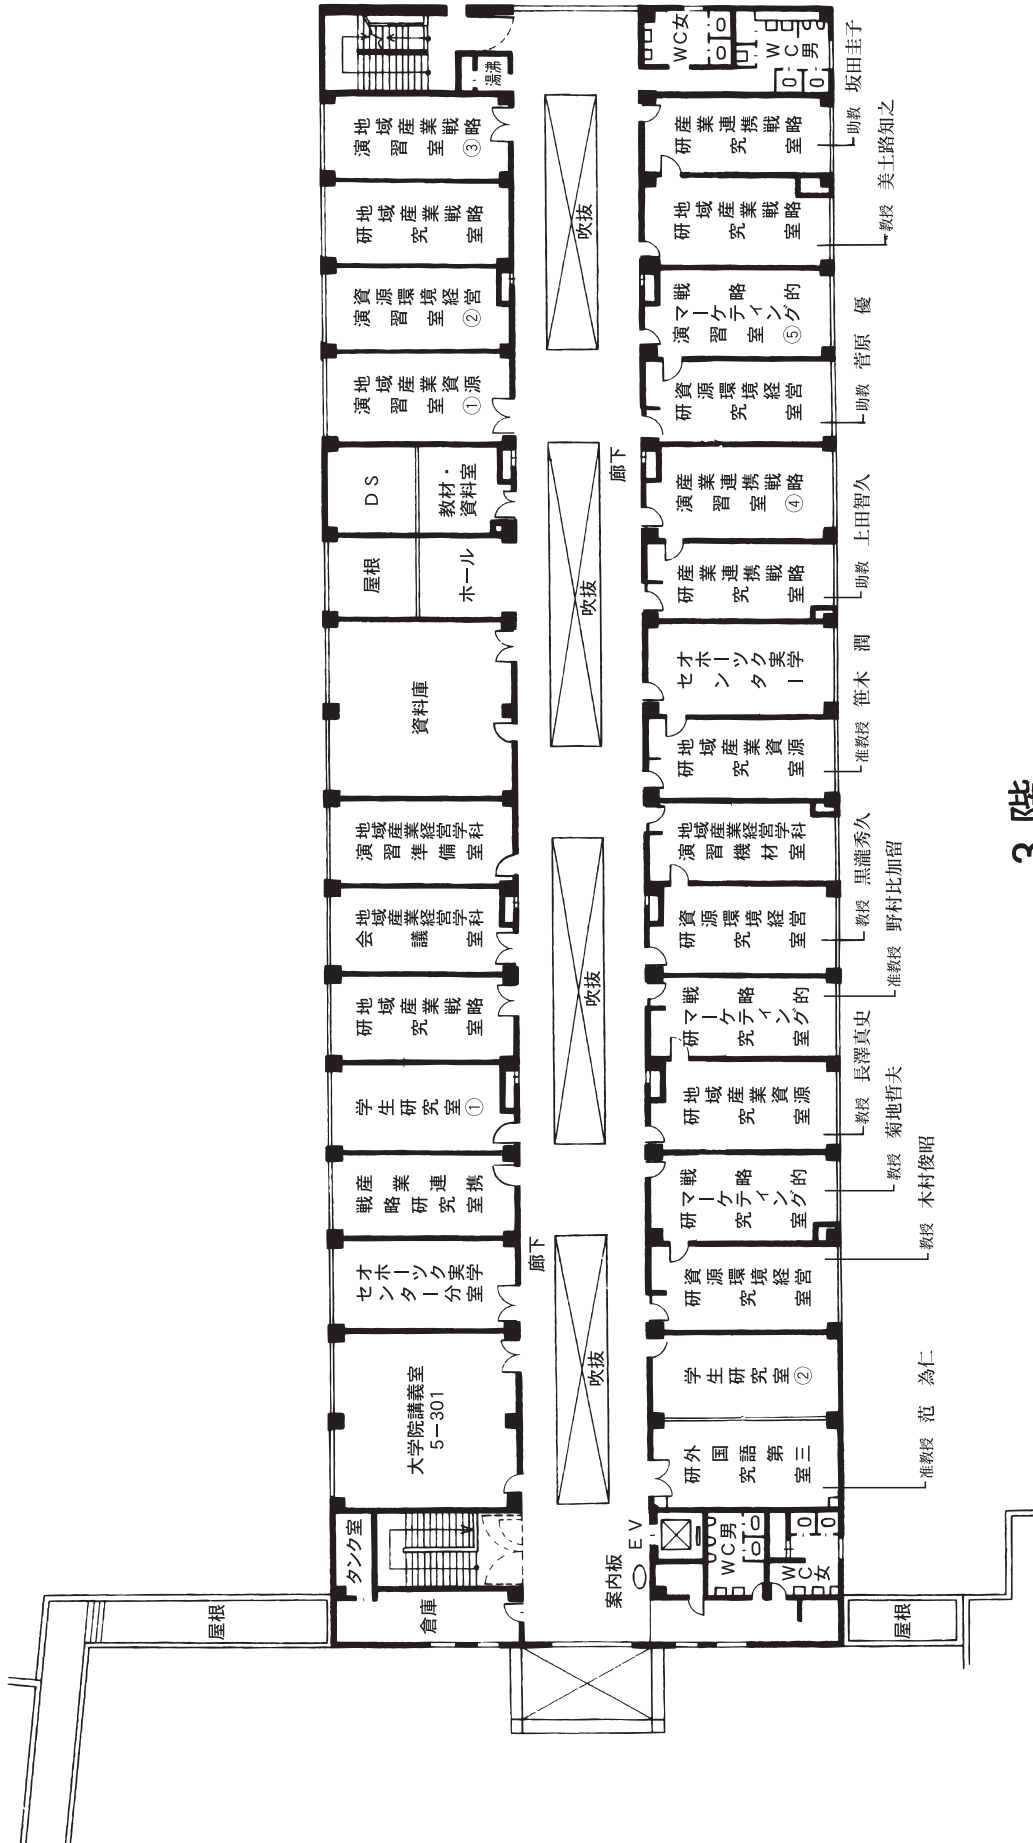 3階
屋根
倉庫
タンク室
大学院講義室
5−301
オホーツク実学
センター分室
産業連携
戦略研究室
学生研究室①
地域産業戦略
研究室
地域産業経営学科
会議室
地域産業経営学科
演習準備室
資料庫
屋根
ホール
DS
教材・
資料室
地域産業資源
演習室①
資源環境経営
演習室②
地域産業戦略
研究室
地域産業戦略
演習室③
湯沸
廊下
吹抜
吹抜
吹抜
吹抜
廊下
案内板
EV
WC男
WC女
屋根
外国語第三
研究室
学生研究室②
資源環境経営
研究室
戦略的
マーケティング
研究室
地域産業資源
研究室
戦略的
マーケティング
研究室
資源環境経営
研究室
地域産業経営学科
演習機材室
地域産業資源
研究室
オホーツク実学
センター
産業連携戦略
研究室
産業連携戦略
演習室④
資源環境経営
研究室
戦略的
マーケティング
演習室⑤
地域産業戦略
研究室
産業連携戦略
研究室
WC女
WC男
准教授 范 為仁
教授 木村俊昭
教授 菊地哲夫
教授 長澤真史
准教授 野村比加留
教授 黒瀧秀久
准教授 笹木 潤
助教 上田智久
助教 菅原 優
教授 美土路知之
助教 坂田圭子